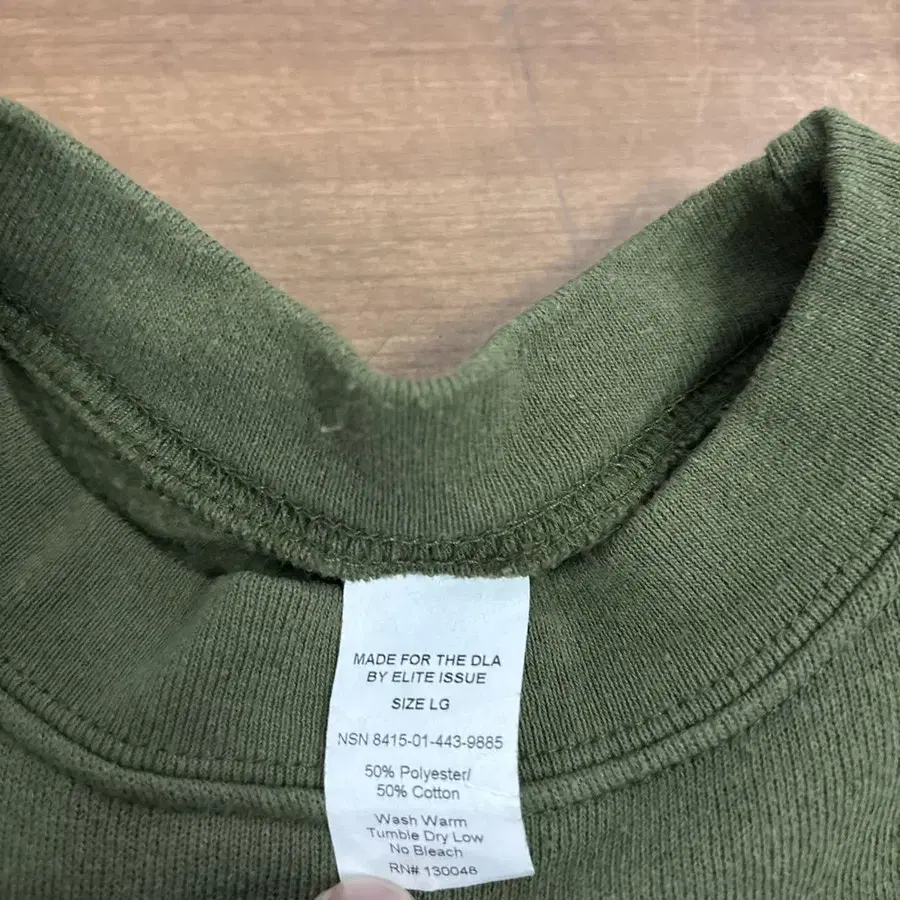 MADE FOR THE DLA
BY ELITE ISSUE
SIZE LG
NSN 8415-01-443-9885
50% Polyester/
50% Cotton
Wash Warm
Tumble Dry Low
No Bleach
RN# 130048